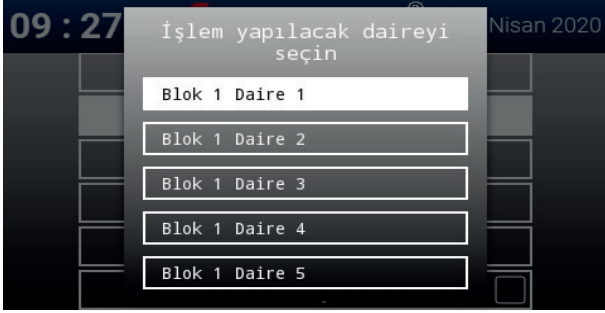 09 : 27
Nisan 2020
İşlem yapılacak daireyi
seçin
Blok 1 Daire 1
Blok 1 Daire 2
Blok 1 Daire 3
Blok 1 Daire 4
Blok 1 Daire 5